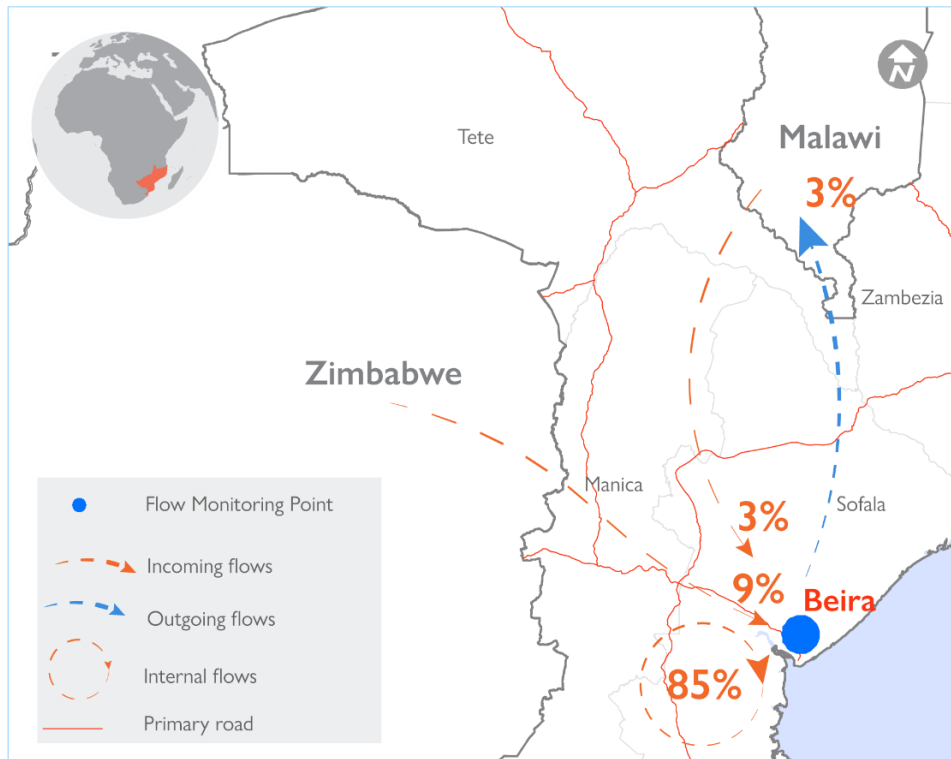 N
Tete
Malawi
3%
Zambezia
Zimbabwe
Manica
Sofala
3%
9%
Beira
85%
Flow Monitoring Point
Incoming flows
Outgoing flows
Internal flows
Primary road